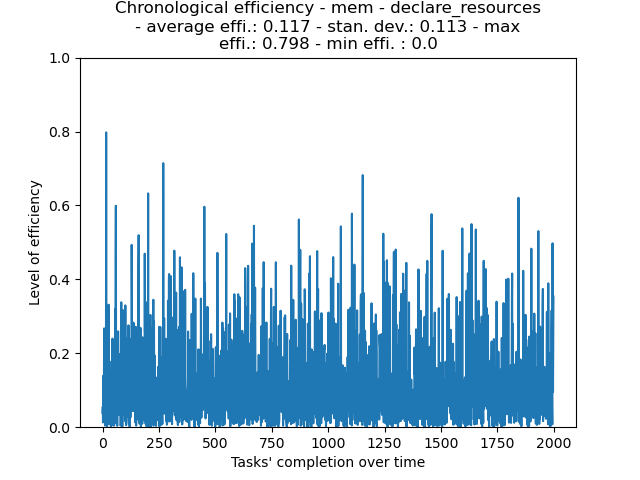 Chronological efficiency - mem - declare_resources
- average effi.: 0.117 - stan. dev.: 0.113 - max
effi.: 0.798 - min effi. : 0.0
1.0
0.8
0.6
0.4
0.2
0.0
Level of efficiency
0 250 500 750 1000 1250 1500 1750 2000
Tasks' completion over time